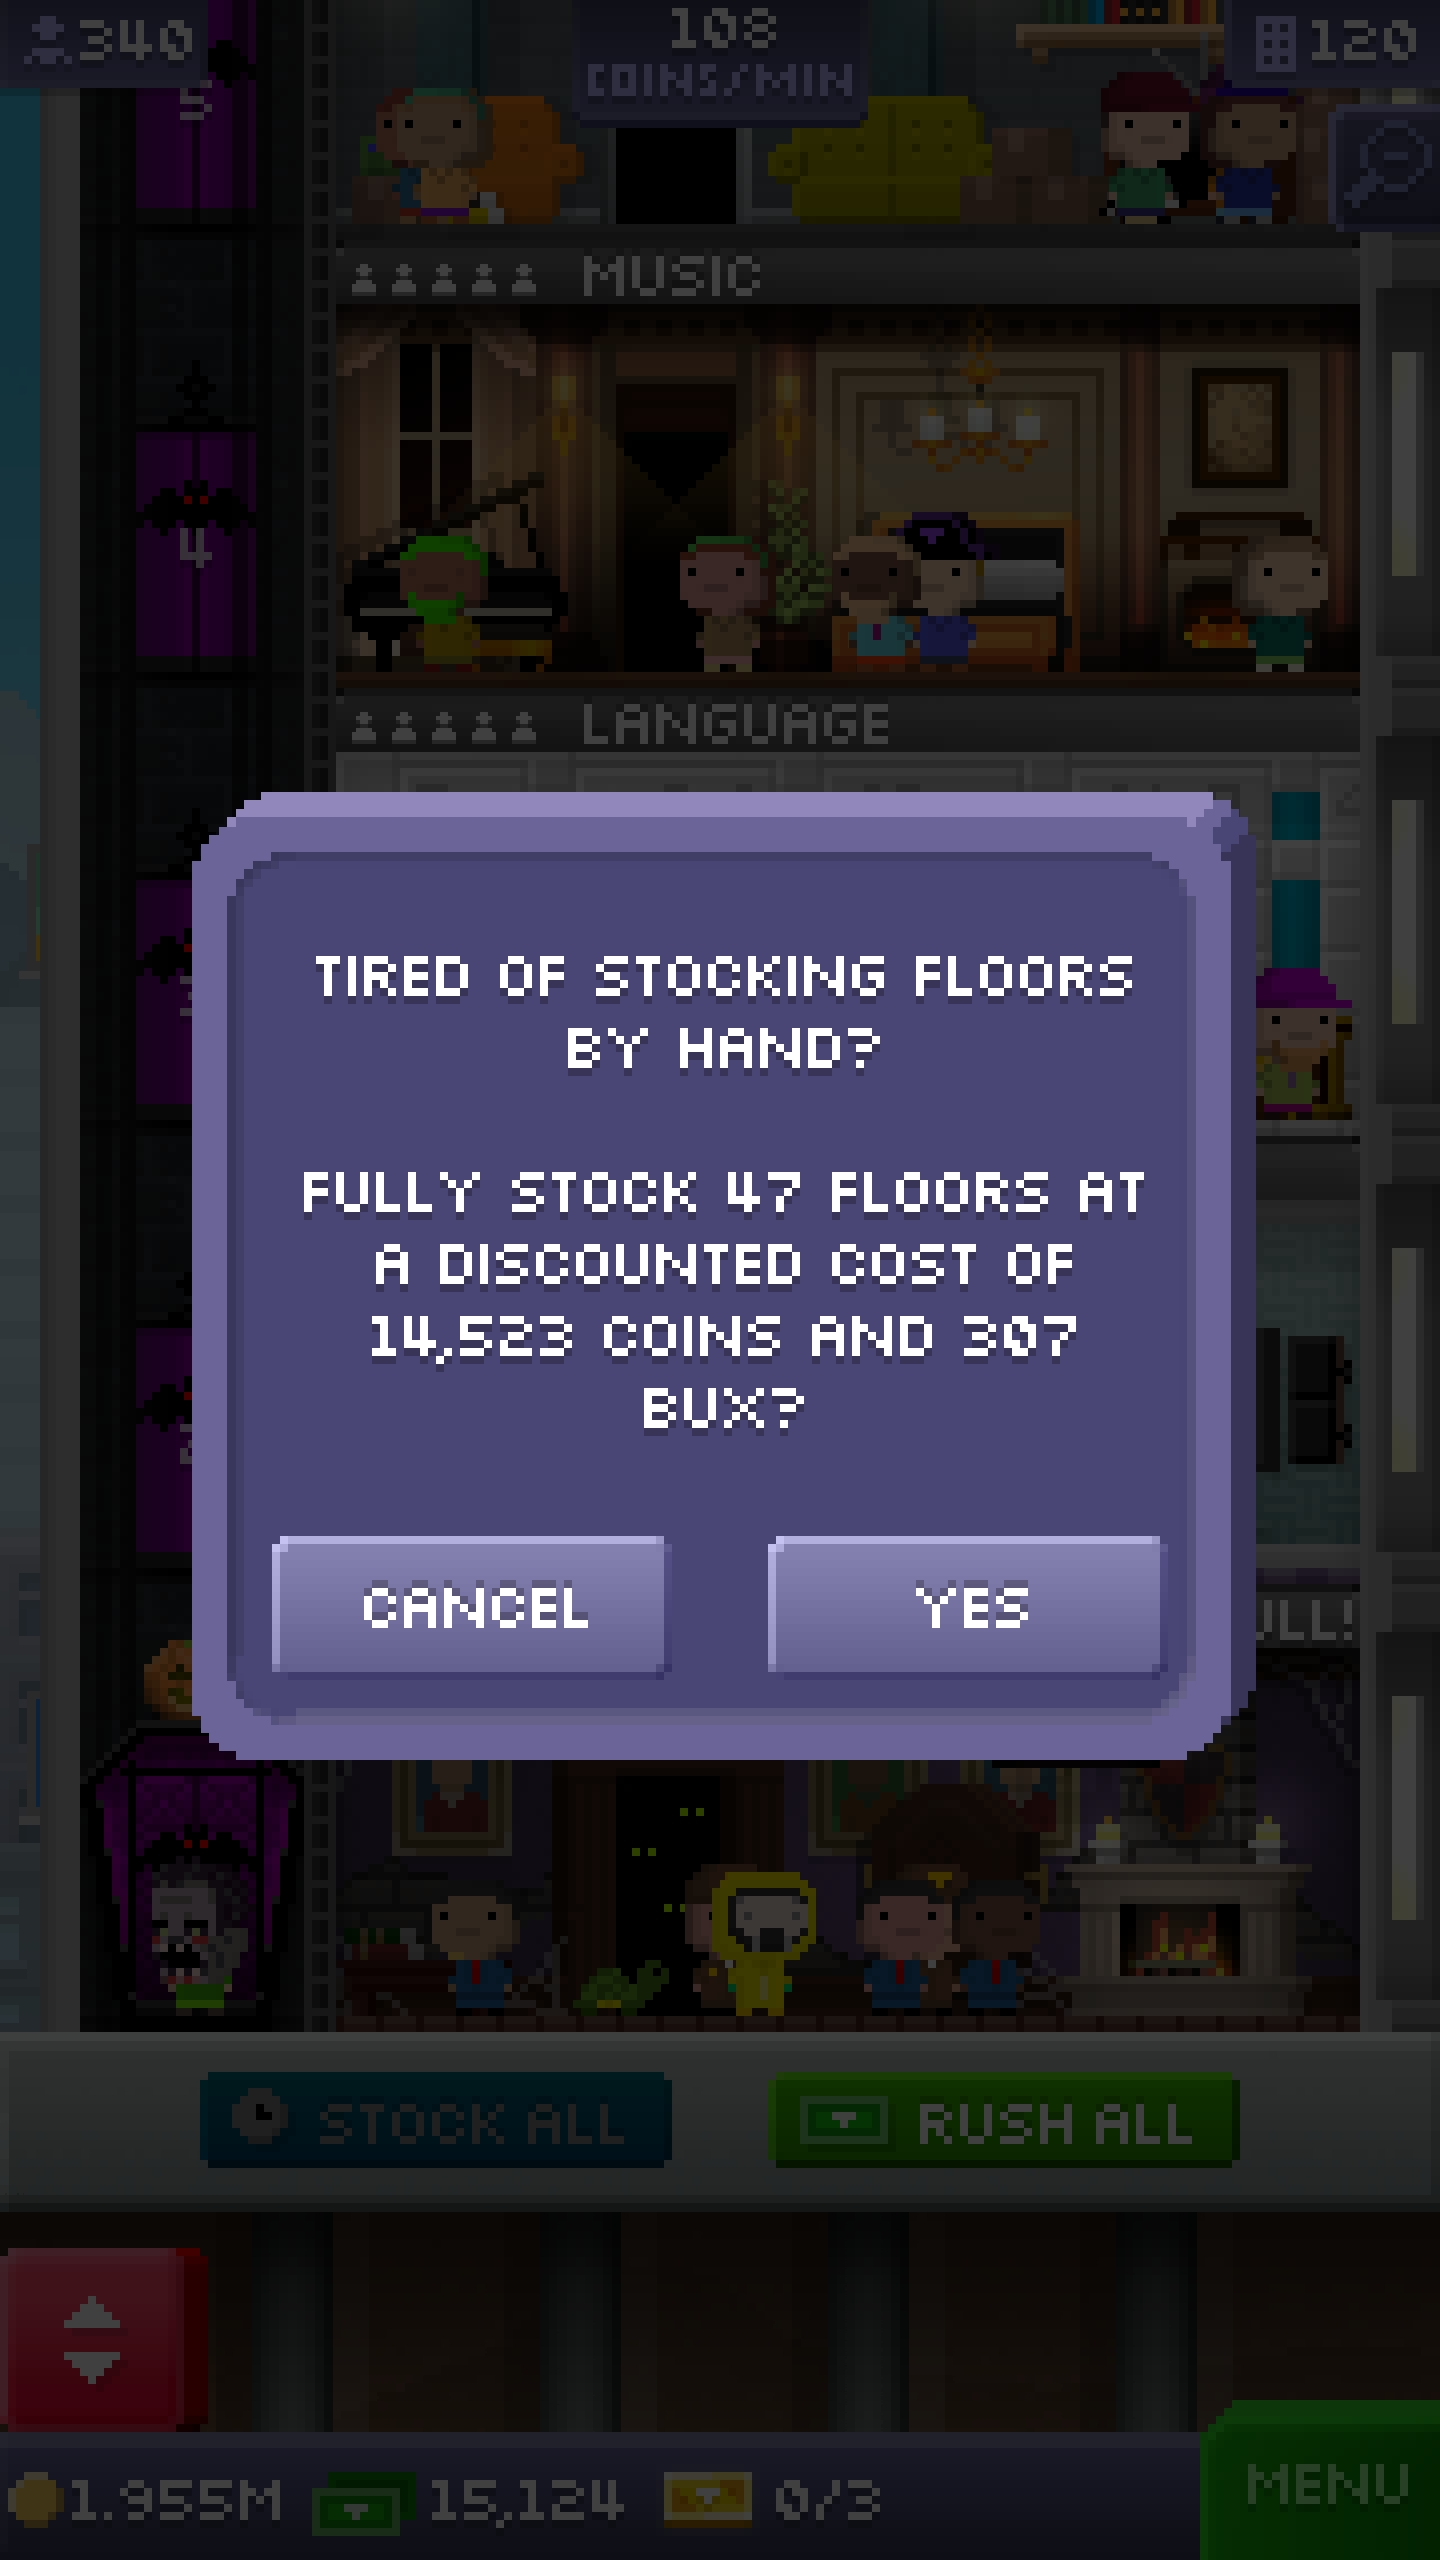 340
108
COINS/MIN
120
5
MUSIC
4
LANGUAGE
TIRED OF STOCKING FLOORS
BY HAND?
FULLY STOCK 47 FLOORS AT
A DISCOUNTED COST OF
14,523 COINS AND 307
BUX?
CANCEL
YES
ULL!
STOCK ALL
RUSH ALL
1.955M
15,124
0/3
MENU